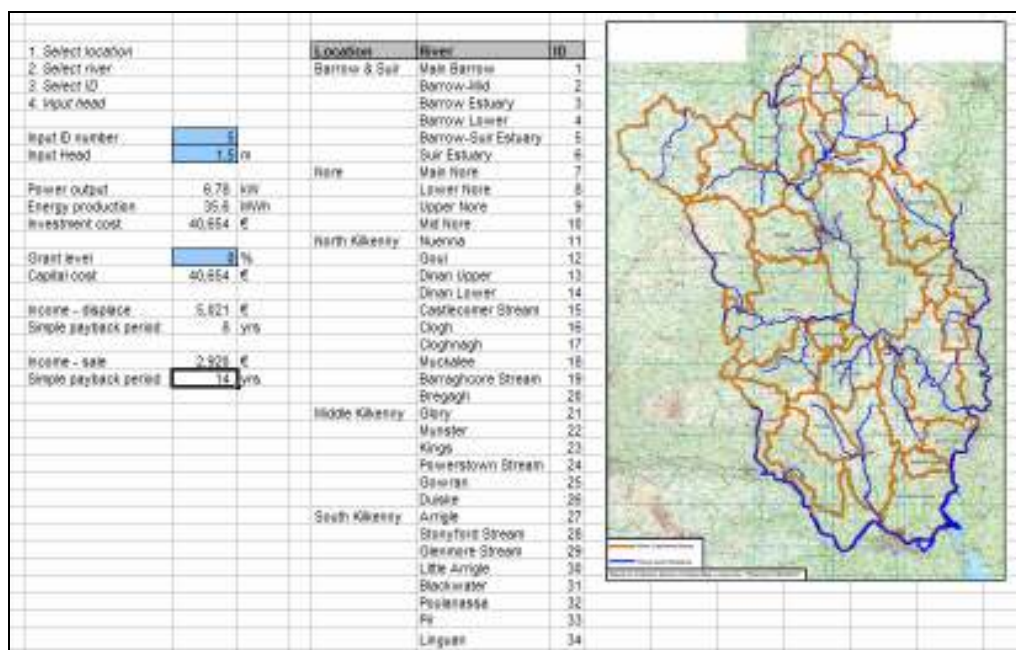 1. Select location
2. Select river
3. Select ID
4. Input head
Input ID number 5
Input Head 1.5 m
Power output 6.78 kW
Energy production 35.6 MWh
Investment cost 40,654 €
Grant level 0 %
Capital cost 40,654 €
Income - displace 5,021 €
Simple payback period 8 yrs
Income - sale 2,920 €
Simple payback period 14 yrs
Location River ID
Barrow & Suir Main Barrow 1
Barrow-Mid 2
Barrow Estuary 3
Barrow Lower 4
Barrow-Suir Estuary 5
Suir Estuary 6
Nore Main Nore 7
Lower Nore 8
Upper Nore 9
Mid Nore 10
North Kilkenny Nuenna 11
Goul 12
Dinan Upper 13
Dinan Lower 14
Castlecomer Stream 15
Clogh 16
Cloghnagh 17
Muckalee 18
Barraghcore Stream 19
Bregagh 20
Middle Kilkenny Glory 21
Munster 22
Kings 23
Powerstown Stream 24
Gowran 25
Duiske 26
South Kilkenny Arrigle 27
Stonyford Stream 28
Glenmore Stream 29
Little Arrigle 30
Blackwater 31
Poulanassa 32
Pil 33
Linguan 34